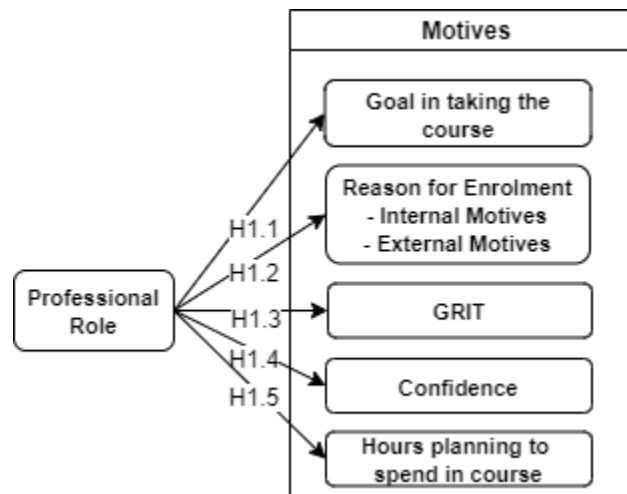 Motives
Goal in taking the
course
Reason for Enrolment
- Internal Motives
- External Motives
H1.1
H1.2
Professional
Role
H1.3
GRIT
H1.4
Confidence
H1.5
Hours planning to
spend in course